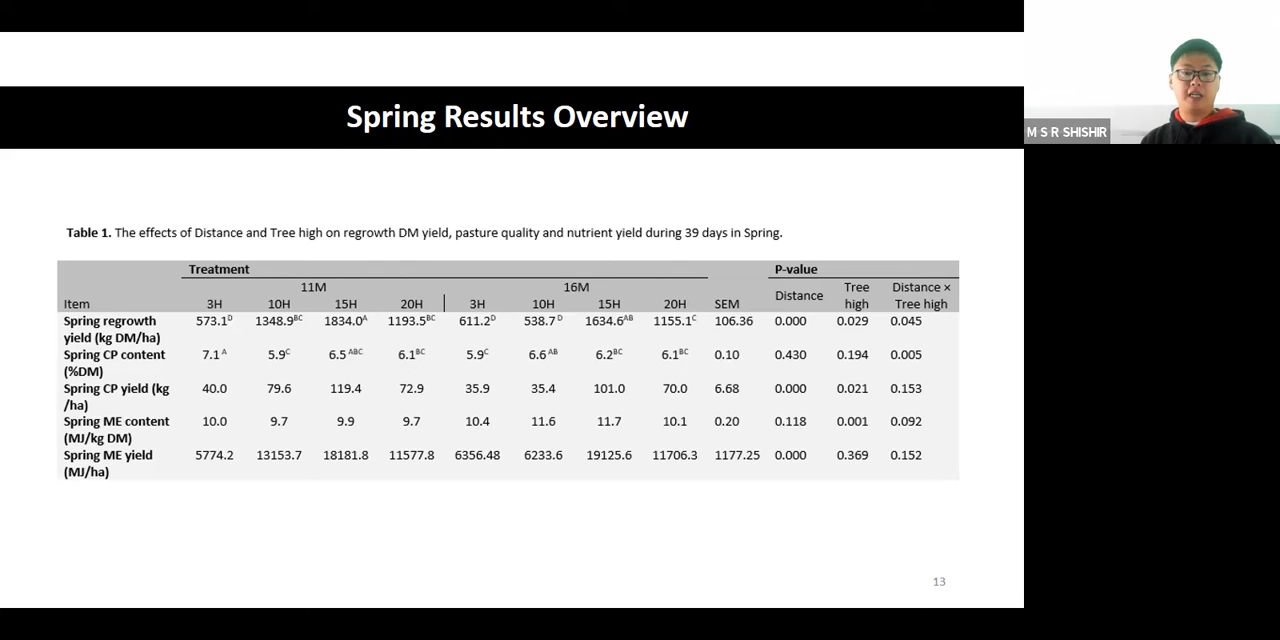 Spring Results Overview
M S R SHISHIR
Table 1. The effects of Distance and Tree high on regrowth DM yield, pasture quality and nutrient yield during 39 days in Spring.
Treatment P-value
11M 16M
Item 3H 10H 15H 20H 3H 10H 15H 20H SEM Distance Tree high Distance × Tree high
Spring regrowth 573.1D 1348.9BC 1834.0A 1193.5BC 611.2D 538.7 D 1634.6AB 1155.1C 106.36 0.000 0.029 0.045
yield (kg DM/ha)
Spring CP content 7.1 A 5.9C 6.5 ABC 6.1BC 5.9C 6.6 AB 6.2BC 6.1BC 0.10 0.430 0.194 0.005
(%DM)
Spring CP yield (kg 40.0 79.6 119.4 72.9 35.9 35.4 101.0 70.0 6.68 0.000 0.021 0.153
/ha)
Spring ME content 10.0 9.7 9.9 9.7 10.4 11.6 11.7 10.1 0.20 0.118 0.001 0.092
(MJ/kg DM)
Spring ME yield 5774.2 13153.7 18181.8 11577.8 6356.48 6233.6 19125.6 11706.3 1177.25 0.000 0.369 0.152
(MJ/ha)
13